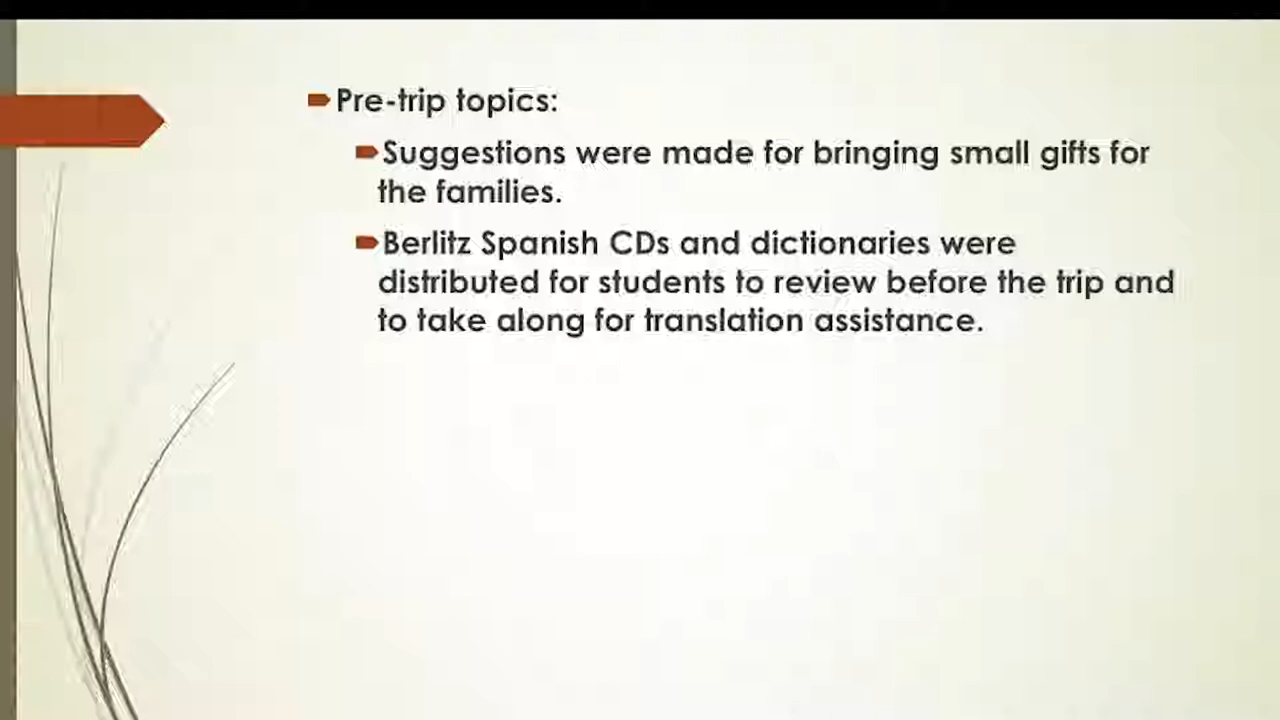 Pre-trip topics:
Suggestions were made for bringing small gifts for
the families.
Berlitz Spanish CDs and dictionaries were
distributed for students to review before the trip and
to take along for translation assistance.